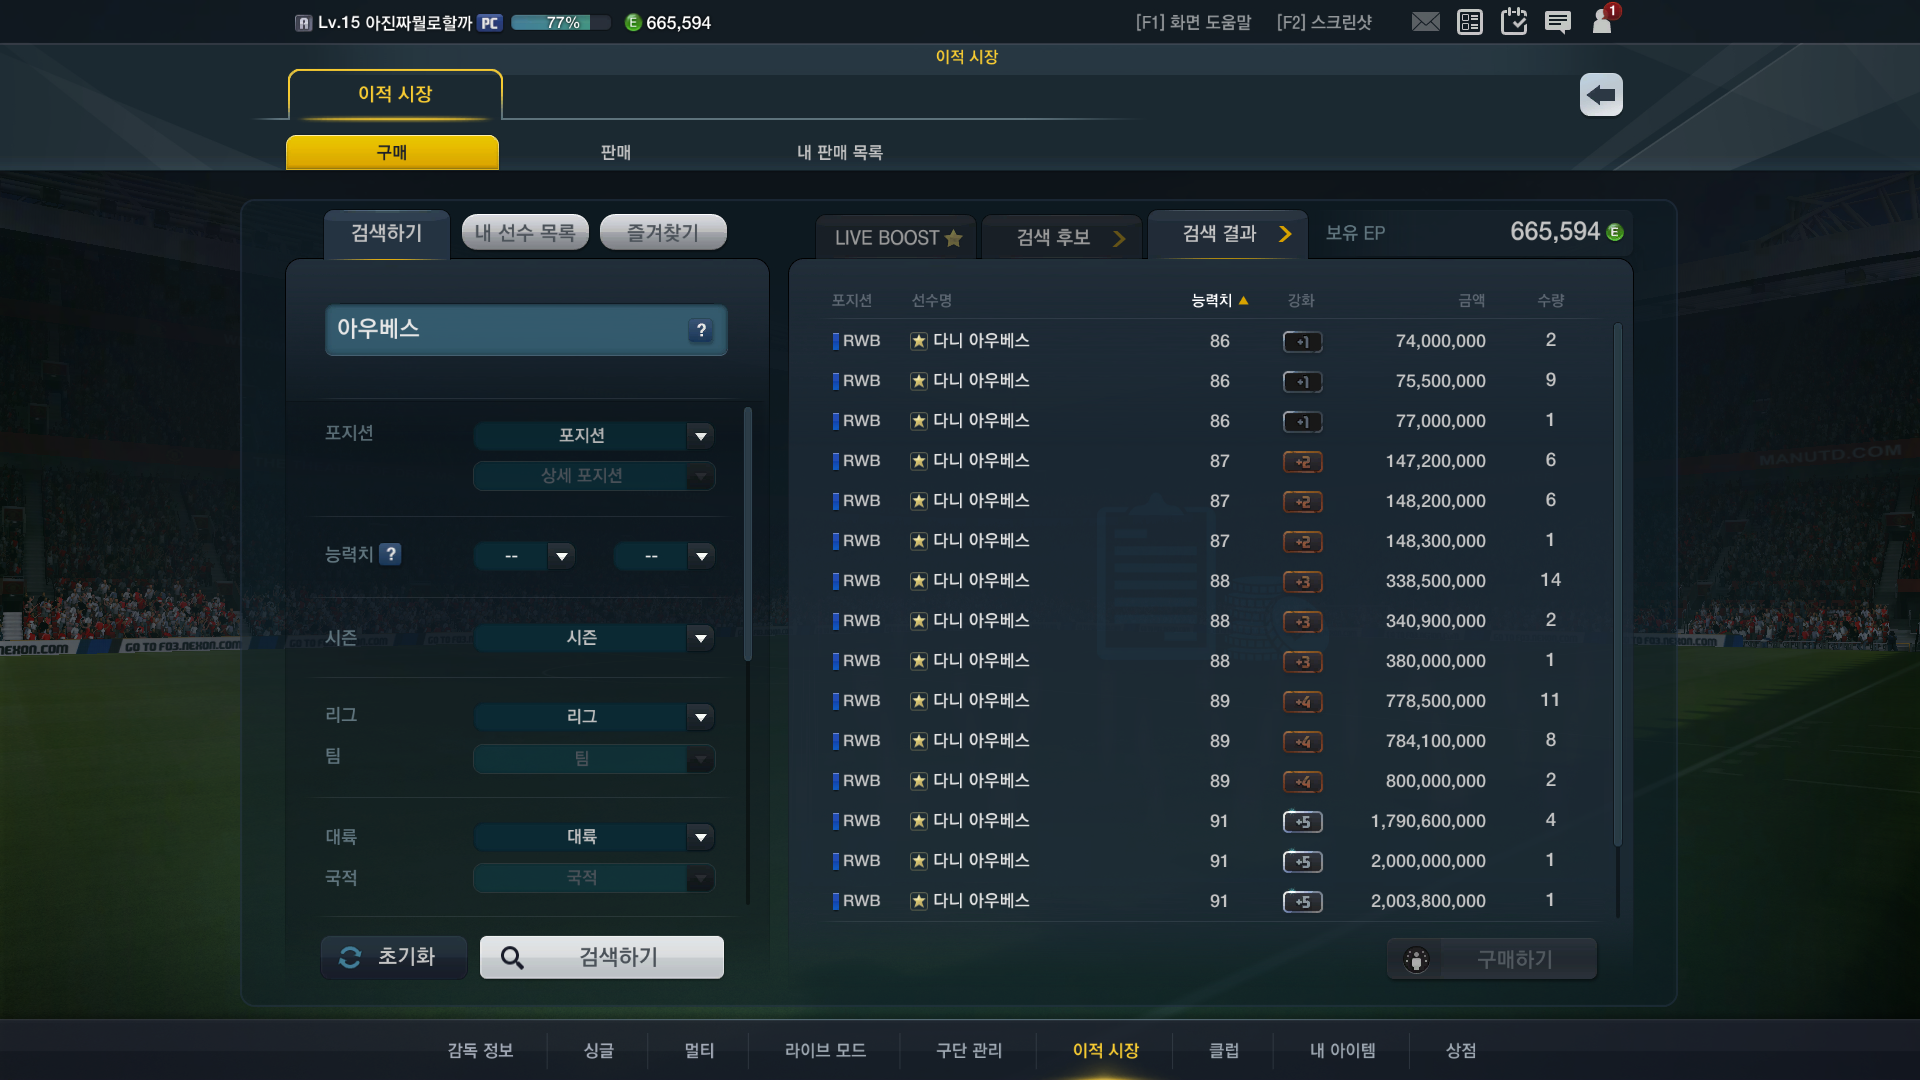 Lv.15 아진짜뭘로할까 PC 77% E 665,594 [F1] 화면 도움말 [F2] 스크린샷 1
이적 시장
이적 시장
구매 판매 내 판매 목록
검색하기 내 선수 목록 즐겨찾기 LIVE BOOST 검색 후보 검색 결과 보유 EP 665,594 E
아우베스 ?
포지션 선수명 능력치 강화 금액 수량
RWB 다니 아우베스 86 +1 74,000,000 2
RWB 다니 아우베스 86 +1 75,500,000 9
RWB 다니 아우베스 86 +1 77,000,000 1
RWB 다니 아우베스 87 +2 147,200,000 6
RWB 다니 아우베스 87 +2 148,200,000 6
RWB 다니 아우베스 87 +2 148,300,000 1
RWB 다니 아우베스 88 +3 338,500,000 14
RWB 다니 아우베스 88 +3 340,900,000 2
RWB 다니 아우베스 88 +3 380,000,000 1
RWB 다니 아우베스 89 +4 778,500,000 11
RWB 다니 아우베스 89 +4 784,100,000 8
RWB 다니 아우베스 89 +4 800,000,000 2
RWB 다니 아우베스 91 +5 1,790,600,000 4
RWB 다니 아우베스 91 +5 2,000,000,000 1
RWB 다니 아우베스 91 +5 2,003,800,000 1
포지션 포지션
상세 포지션
능력치 ? -- --
시즌 시즌
리그 리그
팀 팀
대륙 대륙
국적 국적
초기화 검색하기 구매하기
MANUTD.COM
NEXON.COM GO TO FO3.NEXON.COM
감독 정보 싱글 멀티 라이브 모드 구단 관리 이적 시장 클럽 내 아이템 상점